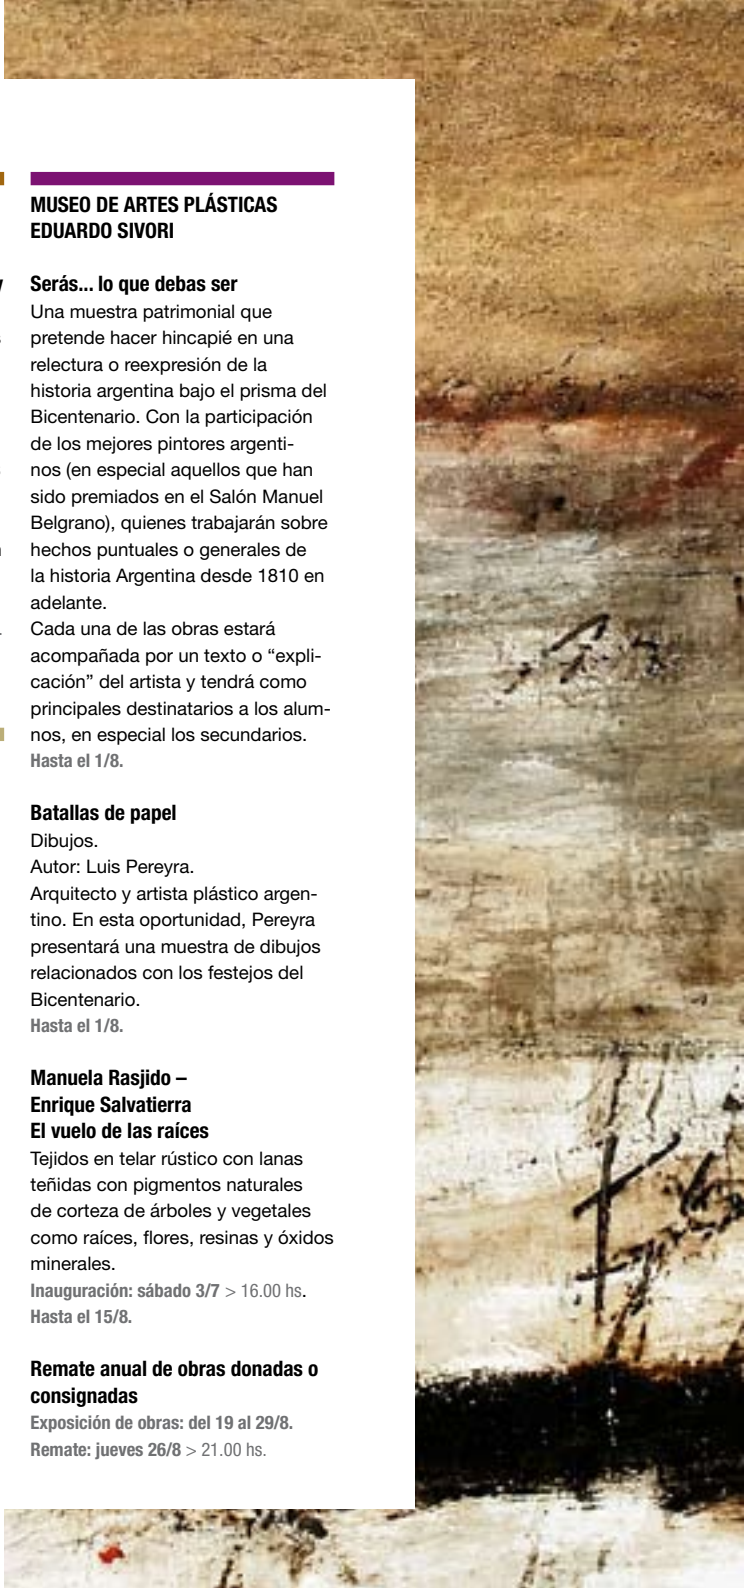 MUSEO DE ARTES PLÁSTICAS
EDUARDO SIVORI
Serás... lo que debas ser
Una muestra patrimonial que
pretende hacer hincapié en una
relectura o reexpresión de la
historia argentina bajo el prisma del
Bicentenario. Con la participación
de los mejores pintores argenti-
nos (en especial aquellos que han
sido premiados en el Salón Manuel
Belgrano), quienes trabajarán sobre
hechos puntuales o generales de
la historia Argentina desde 1810 en
adelante.
Cada una de las obras estará
acompañada por un texto o “expli-
cación” del artista y tendrá como
principales destinatarios a los alum-
nos, en especial los secundarios.
Hasta el 1/8.
Batallas de papel
Dibujos.
Autor: Luis Pereyra.
Arquitecto y artista plástico argen-
tino. En esta oportunidad, Pereyra
presentará una muestra de dibujos
relacionados con los festejos del
Bicentenario.
Hasta el 1/8.
Manuela Rasjido –
Enrique Salvatierra
El vuelo de las raíces
Tejidos en telar rústico con lanas
teñidas con pigmentos naturales
de corteza de árboles y vegetales
como raíces, flores, resinas y óxidos
minerales.
Inauguración: sábado 3/7 > 16.00 hs.
Hasta el 15/8.
Remate anual de obras donadas o
consignadas
Exposición de obras: del 19 al 29/8.
Remate: jueves 26/8 > 21.00 hs.